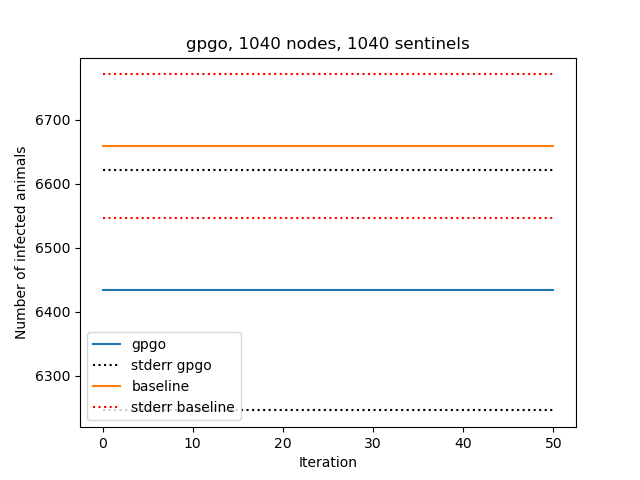 gpgo, 1040 nodes, 1040 sentinels
Number of infected animals
6700
6600
6500
6400
6300
gpgo
stderr gpgo
baseline
stderr baseline
0 10 20 30 40 50
Iteration